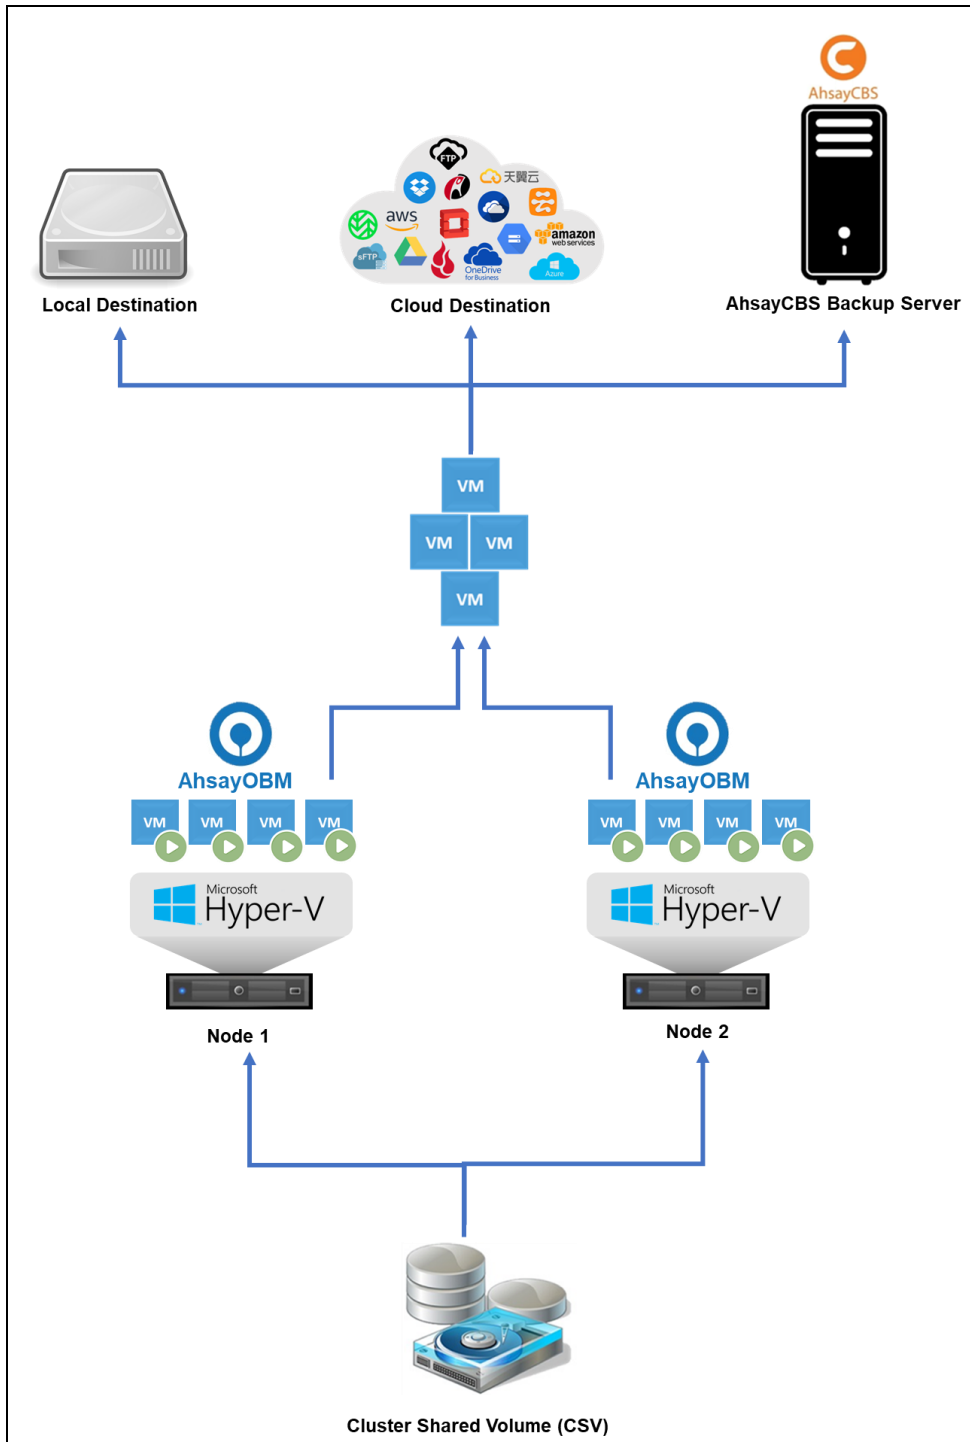 AhsayCBS
FTP
天翼云
aws
amazon
web services
sFTP
OneDrive
for Business
Azure
Local Destination
Cloud Destination
AhsayCBS Backup Server
VM
VM VM
VM
AhsayOBM
AhsayOBM
VM VM VM VM
VM VM VM VM
Microsoft
Hyper-V
Microsoft
Hyper-V
Node 1
Node 2
Cluster Shared Volume (CSV)